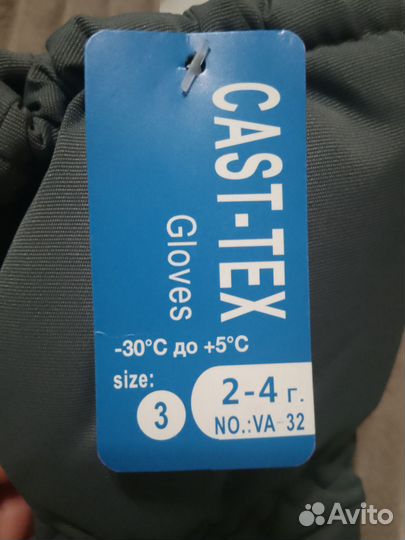 CAST-TEX
Gloves
-30°C до +5°C
size:
3
2-4 г.
NO.:VA-32
Avito